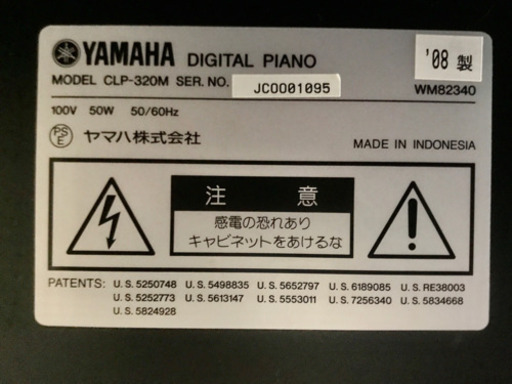 YAMAHA DIGITAL PIANO
'08 製
MODEL CLP-320M SER. NO. JCOO01095
WM82340
100V 50W 50/60Hz
PSE ヤマハ株式会社
MADE IN INDONESIA
注 意
感電の恐れあり
キャビネットをあけるな
PATENTS: U.S. 5250748 U.S. 5498835 U.S. 5652797 U.S. 6189085 U.S. RE38003
U.S. 5252773 U.S. 5613147 U.S. 5553011 U.S. 7256340 U.S. 5834668
U.S. 5824928